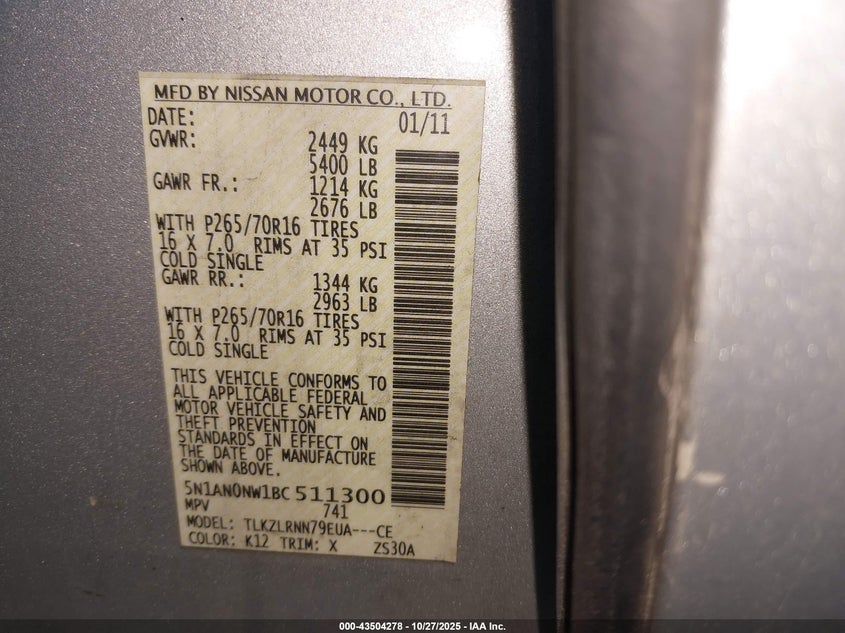 MFD BY NISSAN MOTOR CO., LTD.
DATE: 01/11
GVWR: 2449 KG
5400 LB
GAWR FR.: 1214 KG
2676 LB
WITH P265/70R16 TIRES
16 X 7.0 RIMS AT 35 PSI
COLD SINGLE
GAWR RR.: 1344 KG
2963 LB
WITH P265/70R16 TIRES
16 X 7.0 RIMS AT 35 PSI
COLD SINGLE
THIS VEHICLE CONFORMS TO
ALL APPLICABLE FEDERAL
MOTOR VEHICLE SAFETY AND
THEFT PREVENTION
STANDARDS IN EFFECT ON
THE DATE OF MANUFACTURE
SHOWN ABOVE.
5N1AN0NW1BC511300
MPV 741
MODEL: TLKZLRNN79EUA---CE
COLOR: K12 TRIM: X ZS30A
000-43504278 - 10/27/2025 - IAA Inc.